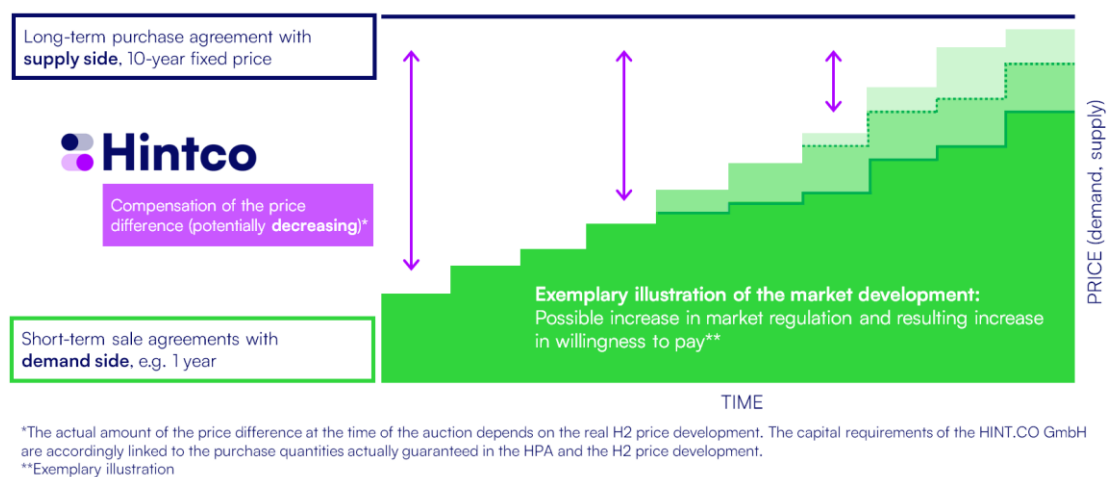 Long-term purchase agreement with
supply side, 10-year fixed price
Hintco
Compensation of the price
difference (potentially decreasing)*
Short-term sale agreements with
demand side, e.g. 1 year
Exemplary illustration of the market development:
Possible increase in market regulation and resulting increase
in willingness to pay**
PRICE (demand, supply)
TIME
*The actual amount of the price difference at the time of the auction depends on the real H2 price development. The capital requirements of the HINT.CO GmbH
are accordingly linked to the purchase quantities actually guaranteed in the HPA and the H2 price development.
**Exemplary illustration